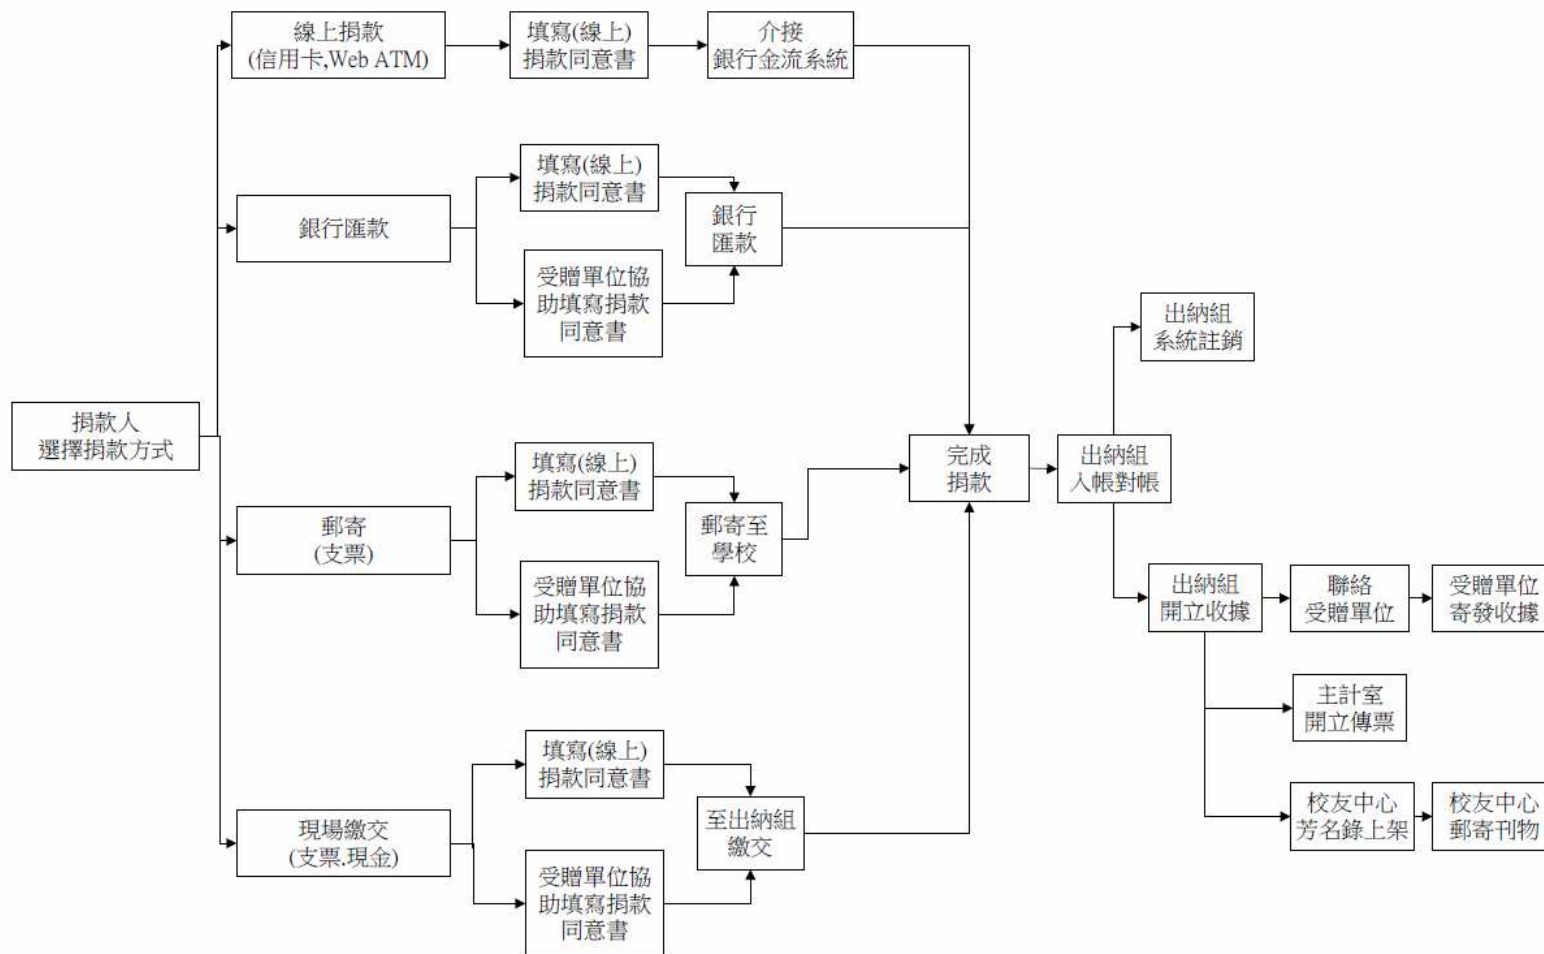 線上捐款
(信用卡,Web ATM)
填寫(線上)
捐款同意書
介接
銀行金流系統
銀行匯款
填寫(線上)
捐款同意書
受贈單位協
助填寫捐款
同意書
銀行
匯款
捐款人
選擇捐款方式
郵寄
(支票)
填寫(線上)
捐款同意書
受贈單位協
助填寫捐款
同意書
郵寄至
學校
現場繳交
(支票.現金)
填寫(線上)
捐款同意書
受贈單位協
助填寫捐款
同意書
至出納組
繳交
完成
捐款
出納組
入帳對帳
出納組
系統註銷
出納組
開立收據
聯絡
受贈單位
受贈單位
寄發收據
主計室
開立傳票
校友中心
芳名錄上架
校友中心
郵寄刊物